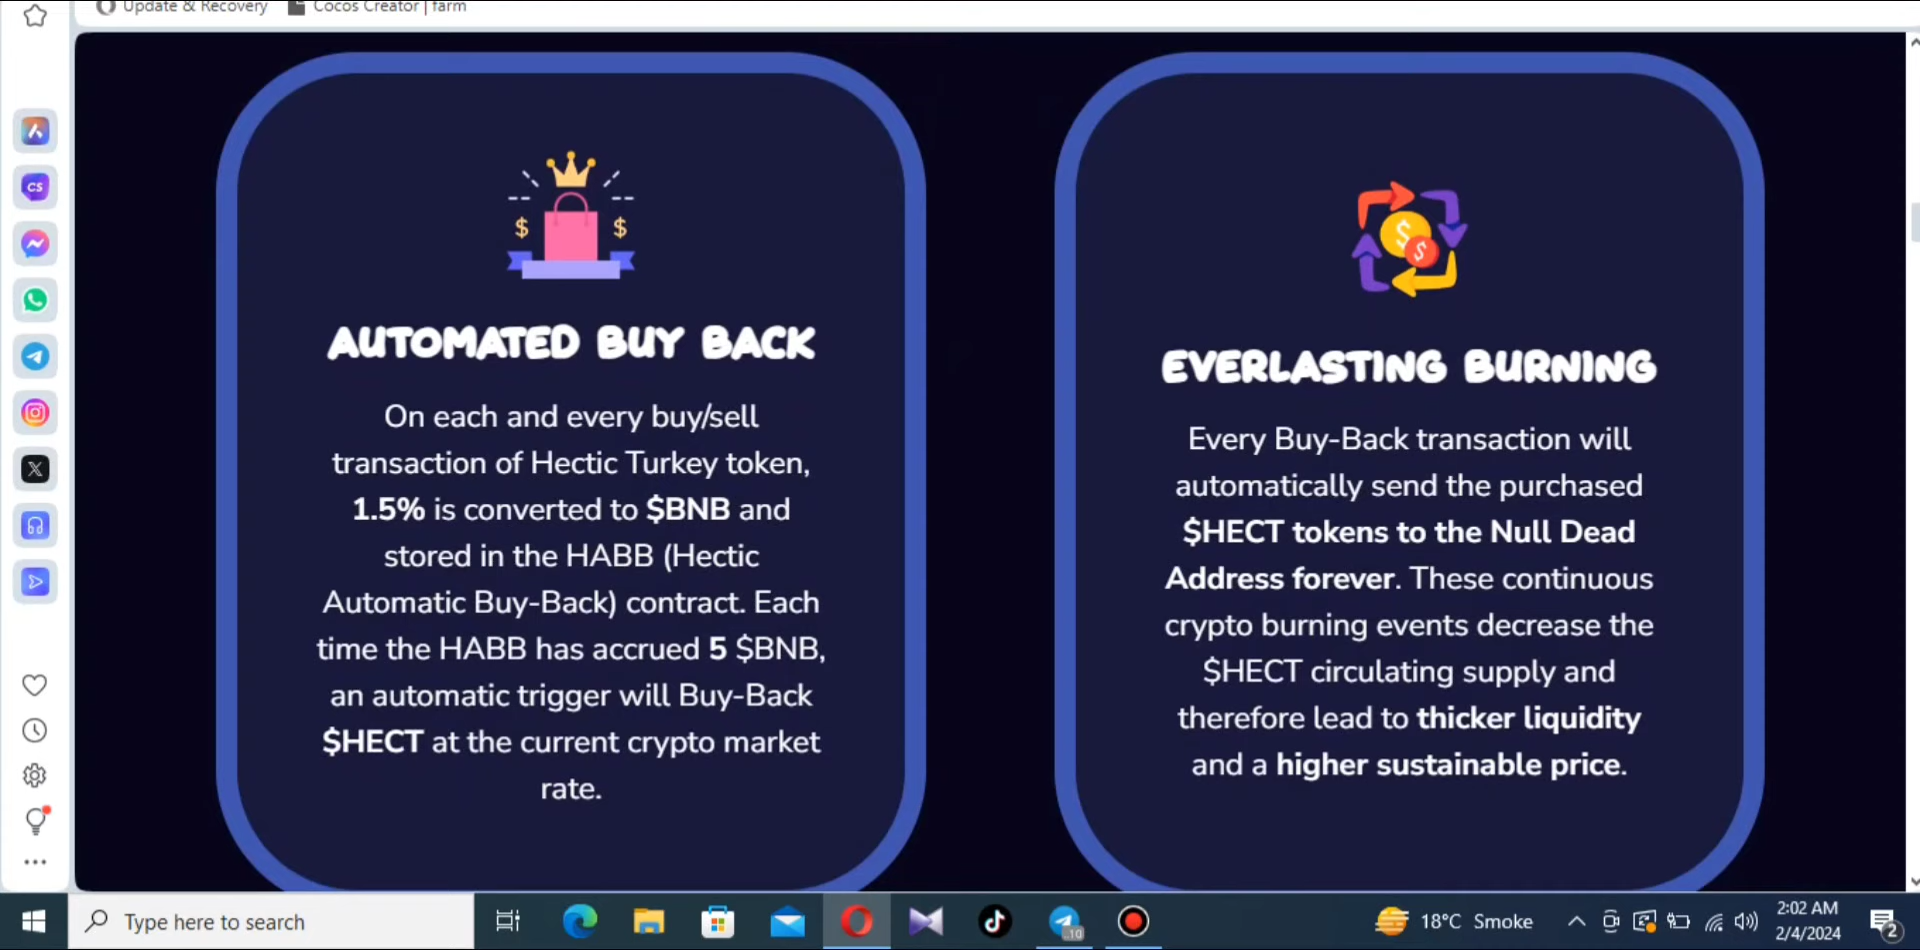 Update & Recovery
Cocos Creator | farm
CS
$ $
$ $
AUTOMATED BUY BACK
On each and every buy/sell
transaction of Hectic Turkey token,
1.5% is converted to $BNB and
stored in the HABB (Hectic
Automatic Buy-Back) contract. Each
time the HABB has accrued 5 $BNB,
an automatic trigger will Buy-Back
$HECT at the current crypto market
rate.
EVERLASTING BURNING
Every Buy-Back transaction will
automatically send the purchased
$HECT tokens to the Null Dead
Address forever. These continuous
crypto burning events decrease the
$HECT circulating supply and
therefore lead to thicker liquidity
and a higher sustainable price.
Type here to search
10
18°C Smoke
2:02 AM
2/4/2024
2